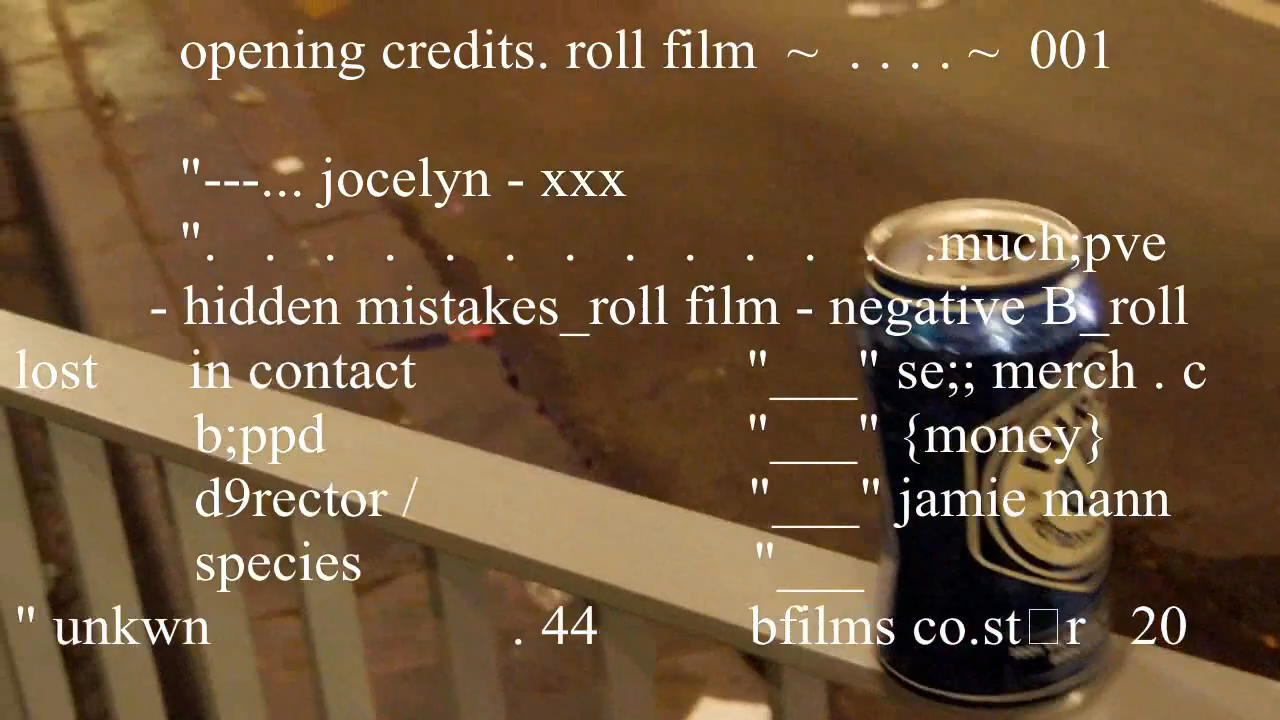 opening credits. roll film ~ . . . . ~ 001
"---... jocelyn - xxx
". . . . . . . . . . . . .much;pve
- hidden mistakes_roll film - negative B_roll
lost in contact "___" se;; merch . c
b;ppd "___" {money}
d9rector / "___" jamie mann
species "___
" unkwn . 44 bfilms co.st□r 20